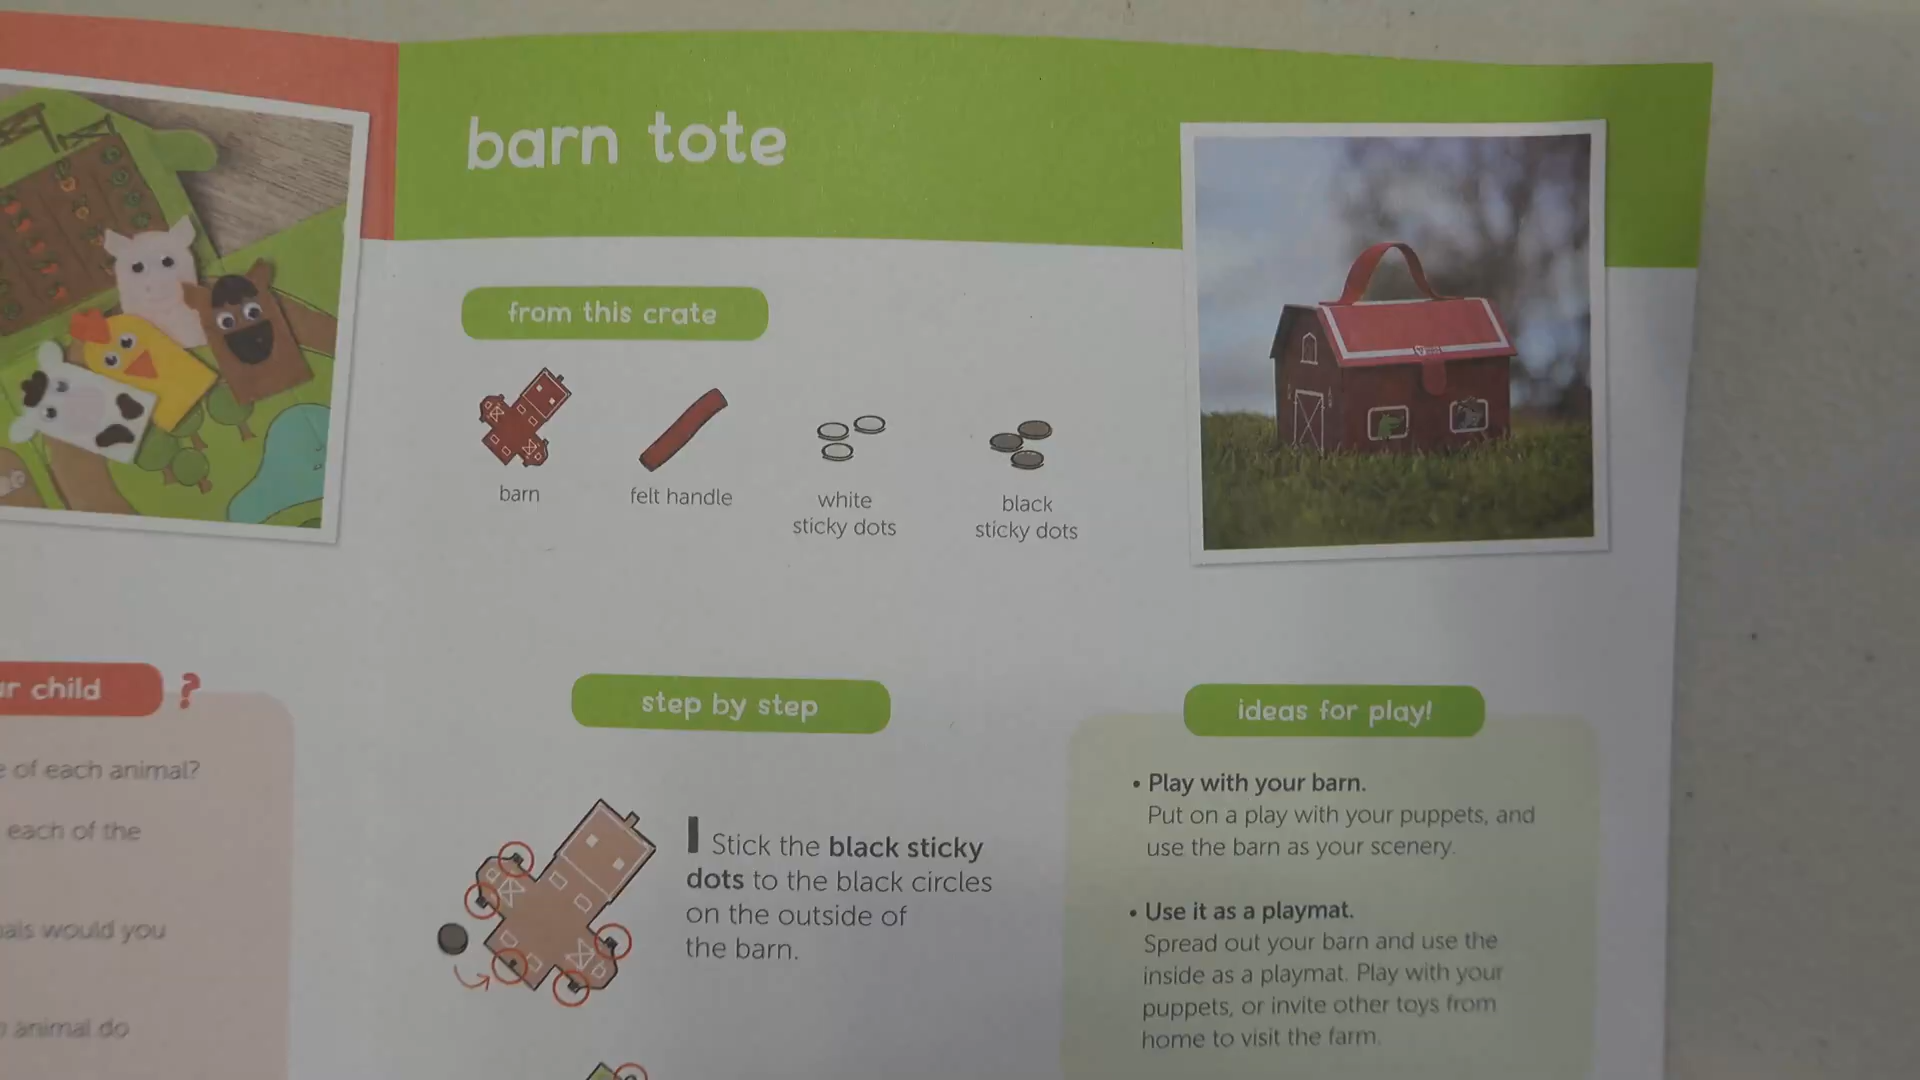 barn tote
from this crate
barn
felt handle
white
sticky dots
black
sticky dots
child
?
of each animal?
each of the
would you
animal do
step by step
1 Stick the black sticky
dots to the black circles
on the outside of
the barn.
ideas for play!
• Play with your barn.
Put on a play with your puppets, and
use the barn as your scenery.
• Use it as a playmat.
Spread out your barn and use the
inside as a playmat. Play with your
puppets, or invite other toys from
home to visit the farm.